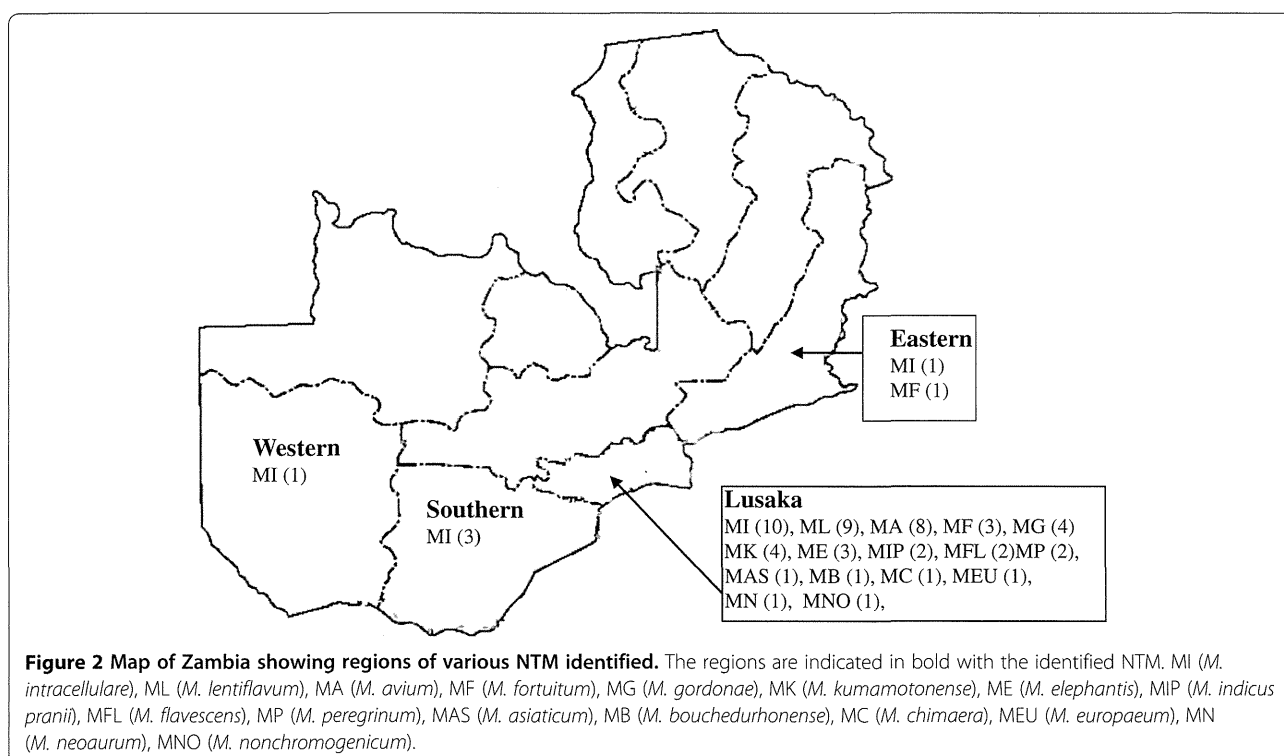 Eastern
MI (1)
MF (1)
Western
MI (1)
Southern
MI (3)
Lusaka
MI (10), ML (9), MA (8), MF (3), MG (4)
MK (4), ME (3), MIP (2), MFL (2)MP (2),
MAS (1), MB (1), MC (1), MEU (1),
MN (1), MNO (1),
Figure 2 Map of Zambia showing regions of various NTM identified. The regions are indicated in bold with the identified NTM. MI (M.
intracellulare), ML (M. lentiflavum), MA (M. avium), MF (M. fortuitum), MG (M. gordonae), MK (M. kumamotonense), ME (M. elephantis), MIP (M. indicus
pranii), MFL (M. flavescens), MP (M. peregrinum), MAS (M. asiaticum), MB (M. bouchedurhonense), MC (M. chimaera), MEU (M. europaeum), MN
(M. neoaurum), MNO (M. nonchromogenicum).